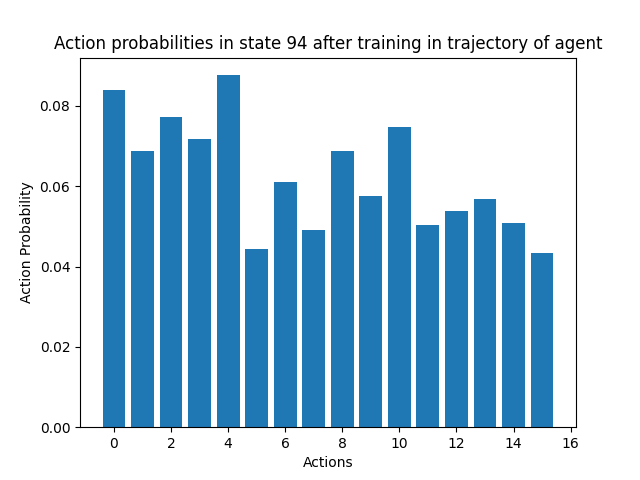 Action probabilities in state 94 after training in trajectory of agent
0.08
0.06
0.04
0.02
0.00
Action Probability
0 2 4 6 8 10 12 14 16
Actions